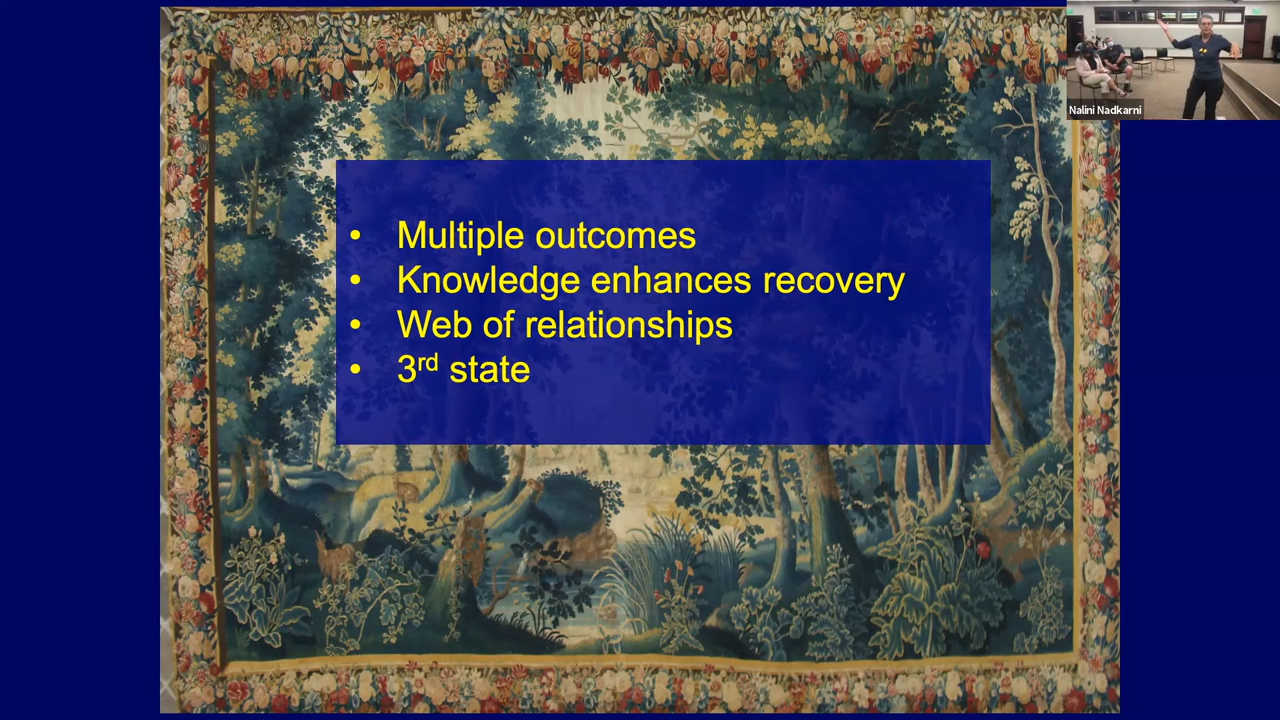 Nalini Nadkarni
• Multiple outcomes
• Knowledge enhances recovery
• Web of relationships
• 3rd state